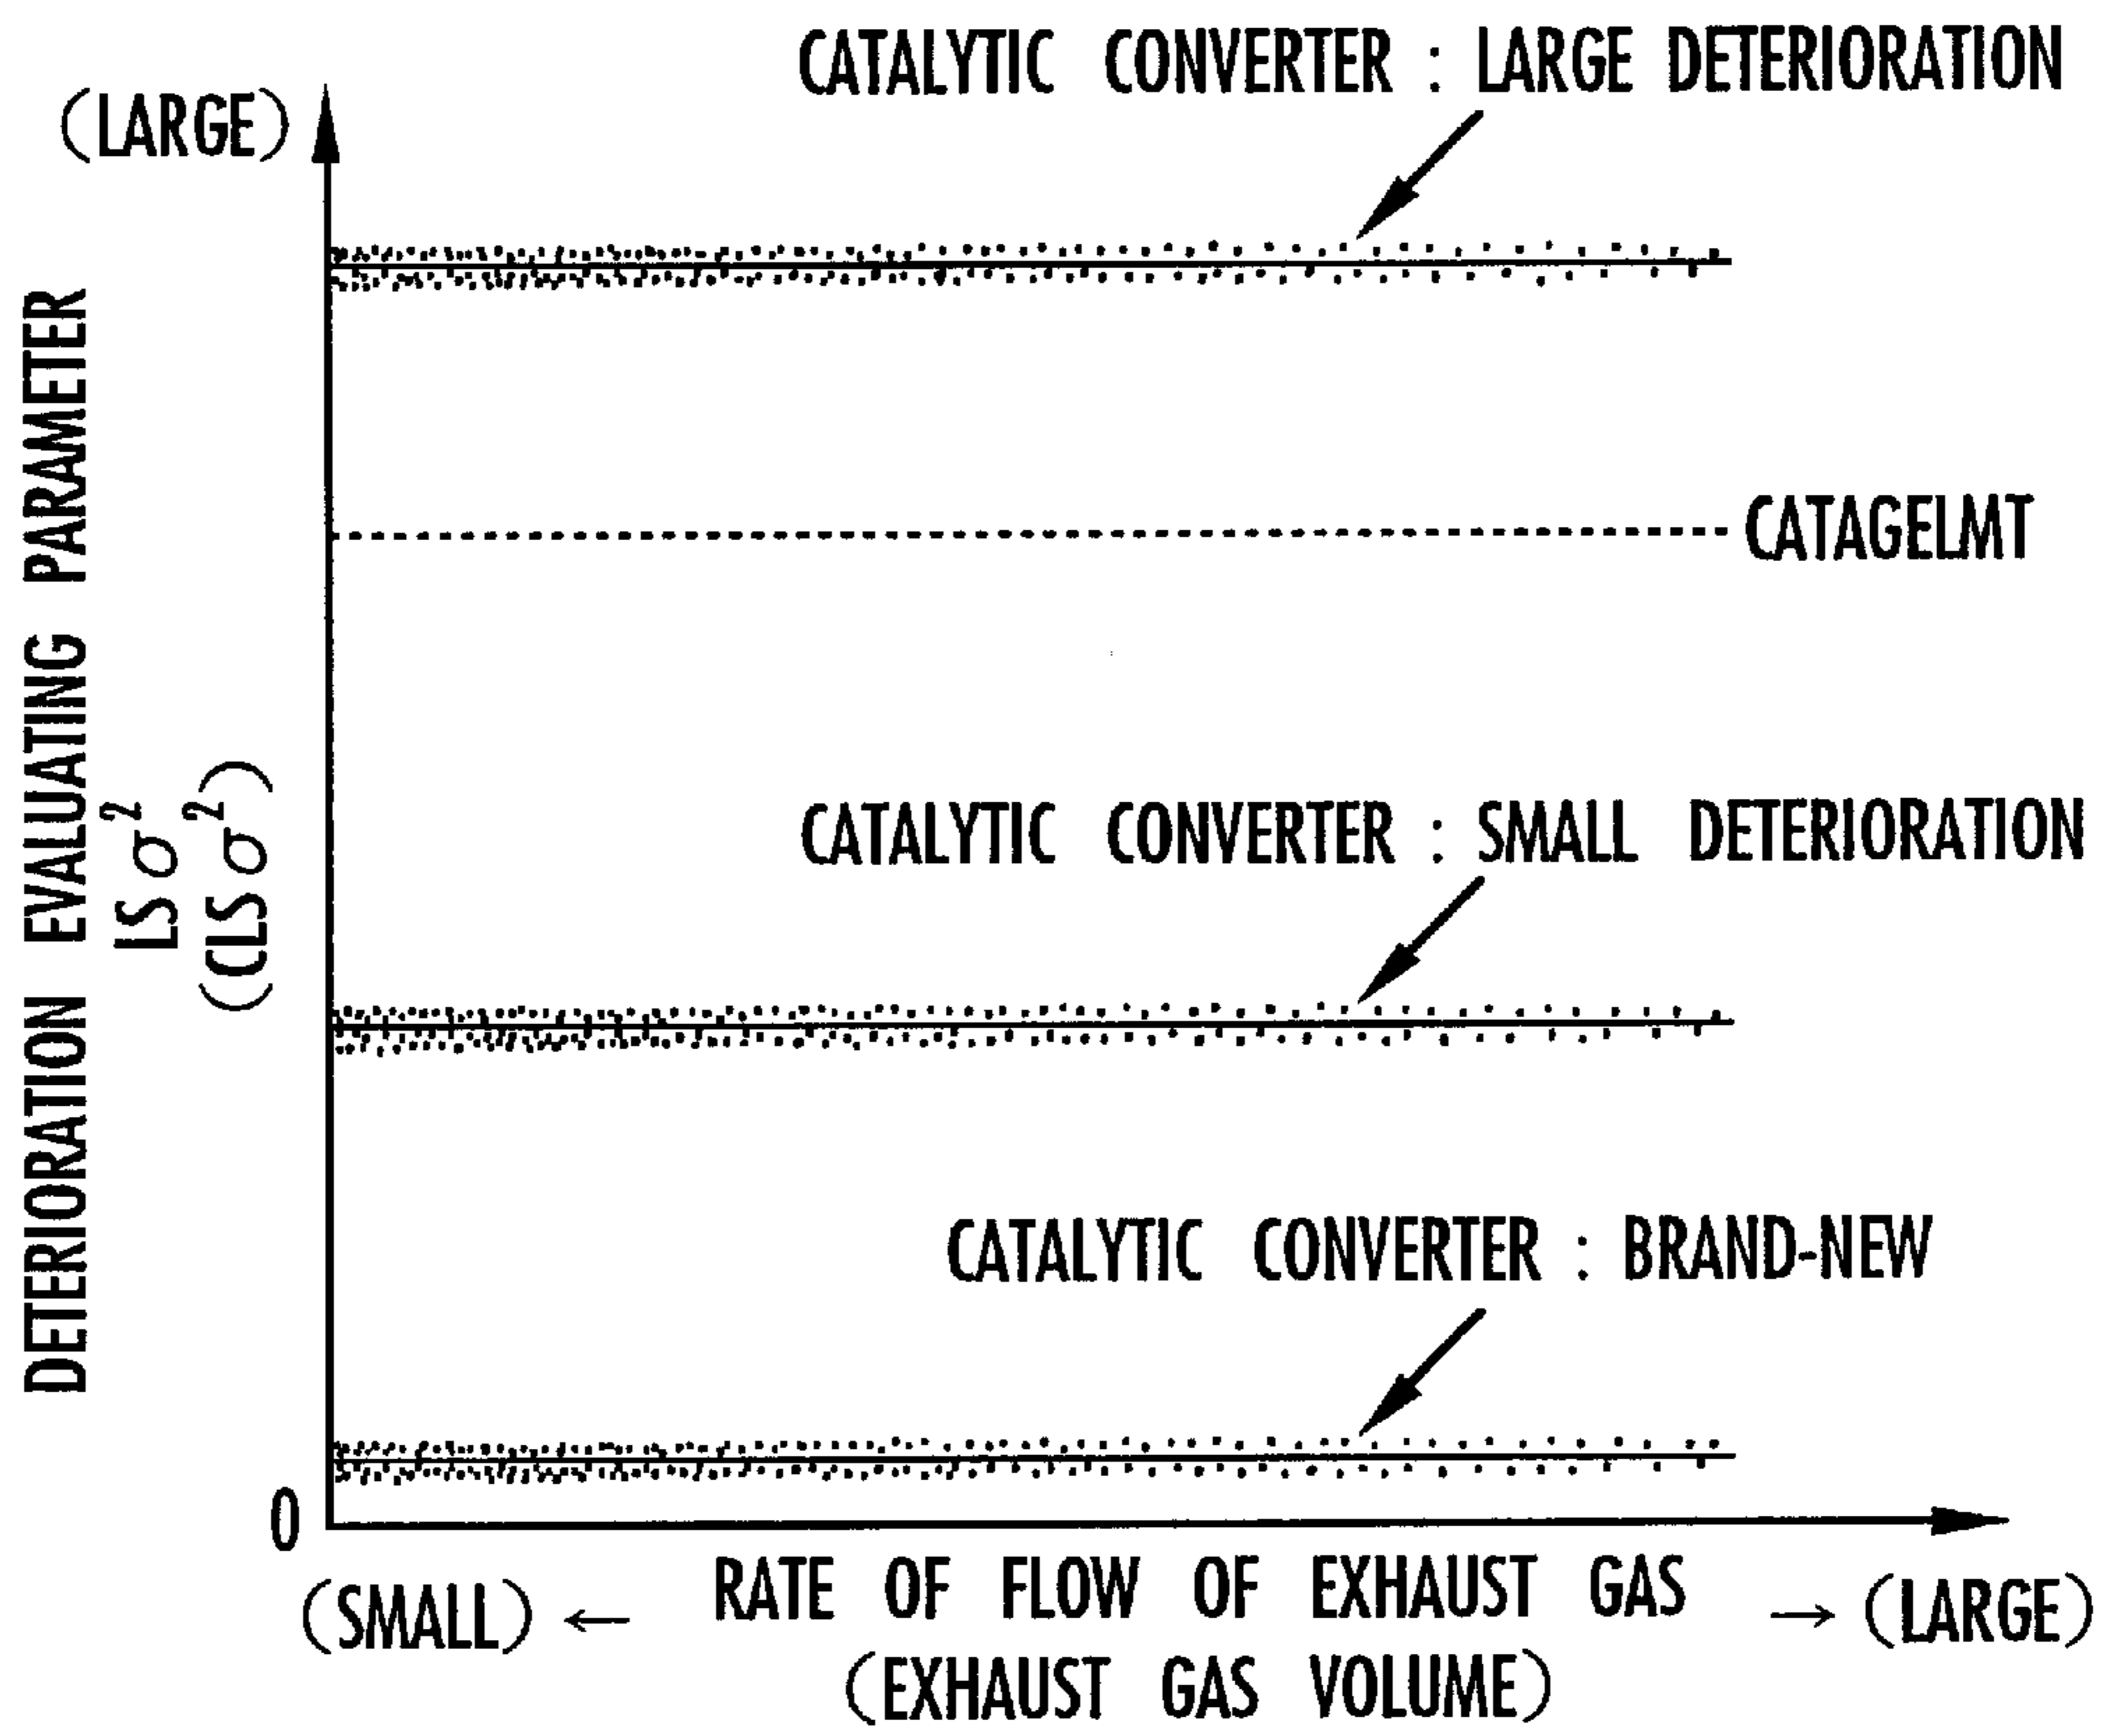 CATALYTIC CONVERTER : LARGE DETERIORATION
(LARGE)
CATAGELMT
DETERIORATION EVALUATING PARAMETER
LSσ²
(CLSσ²)
CATALYTIC CONVERTER : SMALL DETERIORATION
CATALYTIC CONVERTER : BRAND-NEW
0
(SMALL) ← RATE OF FLOW OF EXHAUST GAS → (LARGE)
(EXHAUST GAS VOLUME)